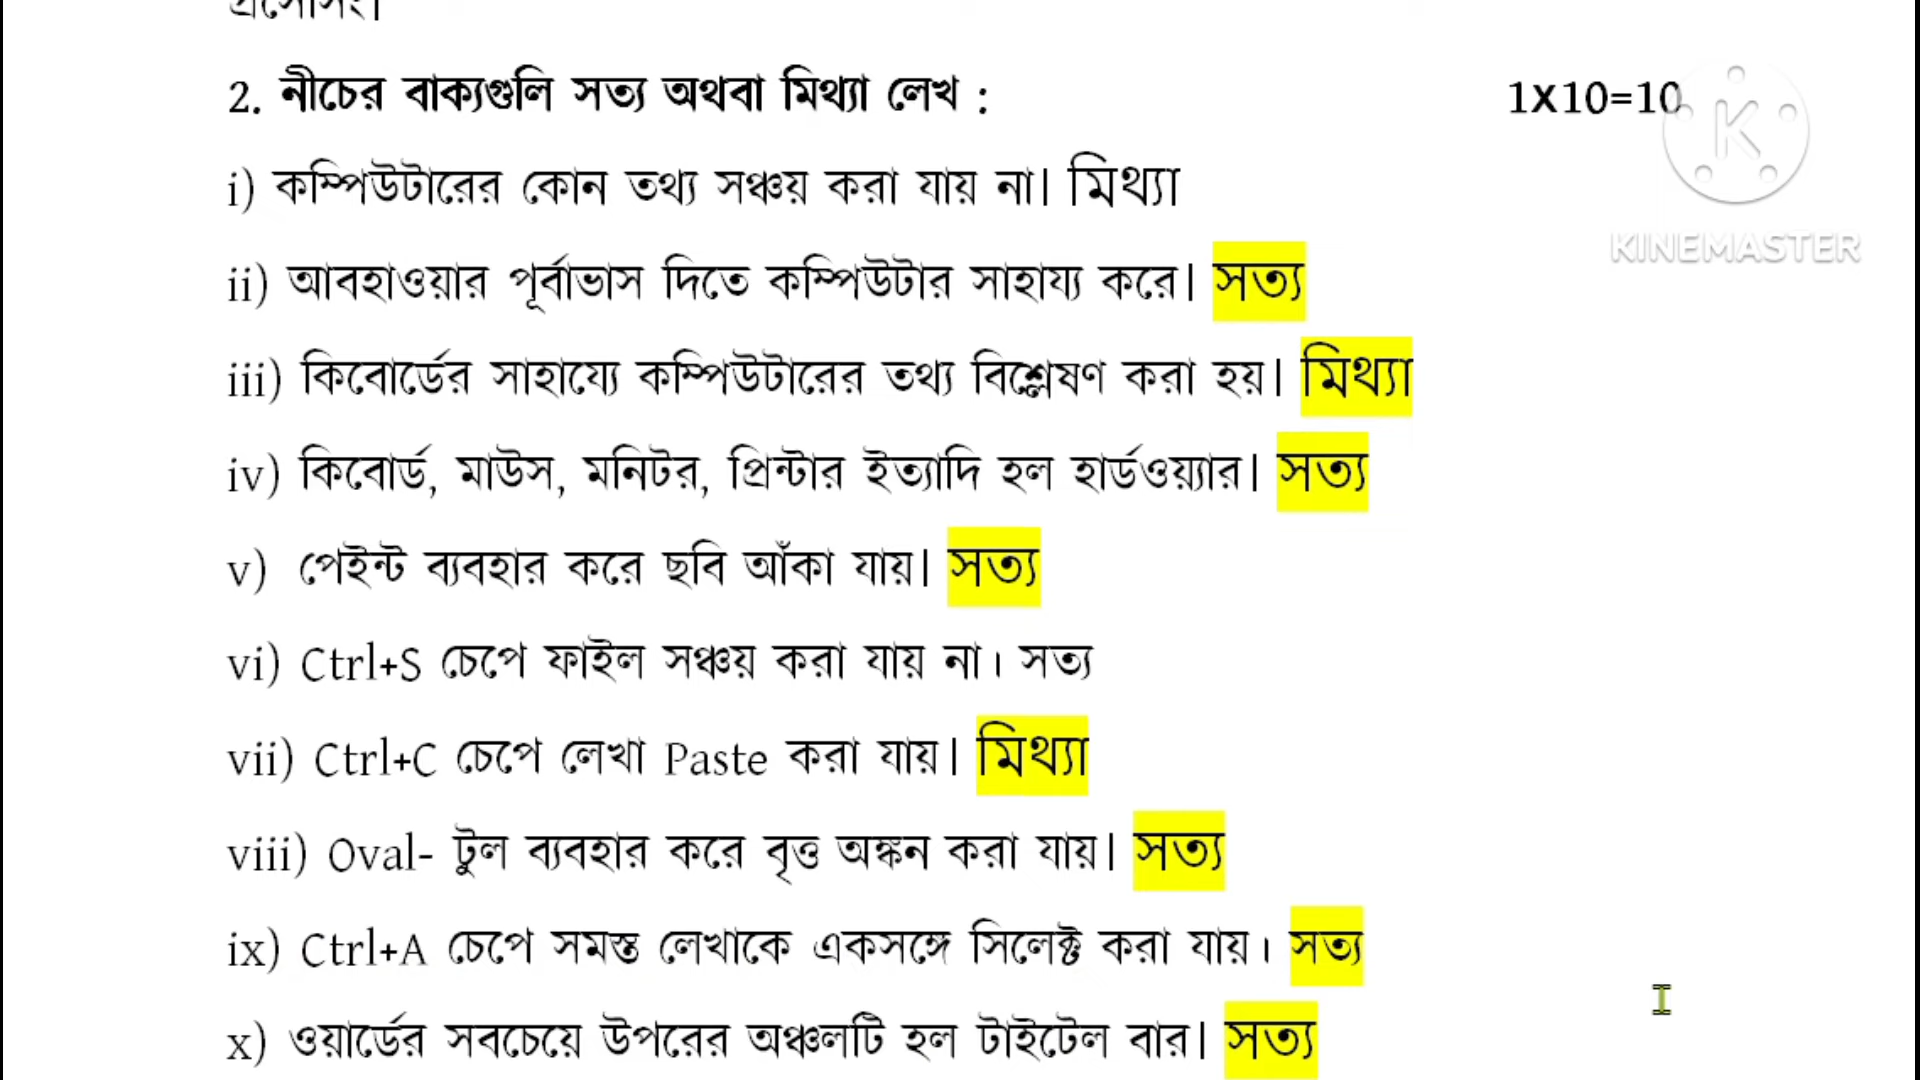 প্রসেসিং।
2. নীচের বাক্যগুলি সত্য অথবা মিথ্যা লেখ : 1X10=10
i) কম্পিউটারের কোন তথ্য সঞ্চয় করা যায় না। মিথ্যা
ii) আবহাওয়ার পূর্বাভাস দিতে কম্পিউটার সাহায্য করে। সত্য
iii) কিবোর্ডের সাহায্যে কম্পিউটারের তথ্য বিশ্লেষণ করা হয়। মিথ্যা
iv) কিবোর্ড, মাউস, মনিটর, প্রিন্টার ইত্যাদি হল হার্ডওয়্যার। সত্য
v) পেইন্ট ব্যবহার করে ছবি আঁকা যায়। সত্য
vi) Ctrl+S চেপে ফাইল সঞ্চয় করা যায় না। সত্য
vii) Ctrl+C চেপে লেখা Paste করা যায়। মিথ্যা
viii) Oval- টুল ব্যবহার করে বৃত্ত অঙ্কন করা যায়। সত্য
ix) Ctrl+A চেপে সমস্ত লেখাকে একসঙ্গে সিলেক্ট করা যায়। সত্য
x) ওয়ার্ডের সবচেয়ে উপরের অঞ্চলটি হল টাইটেল বার। সত্য
K
KINEMASTER